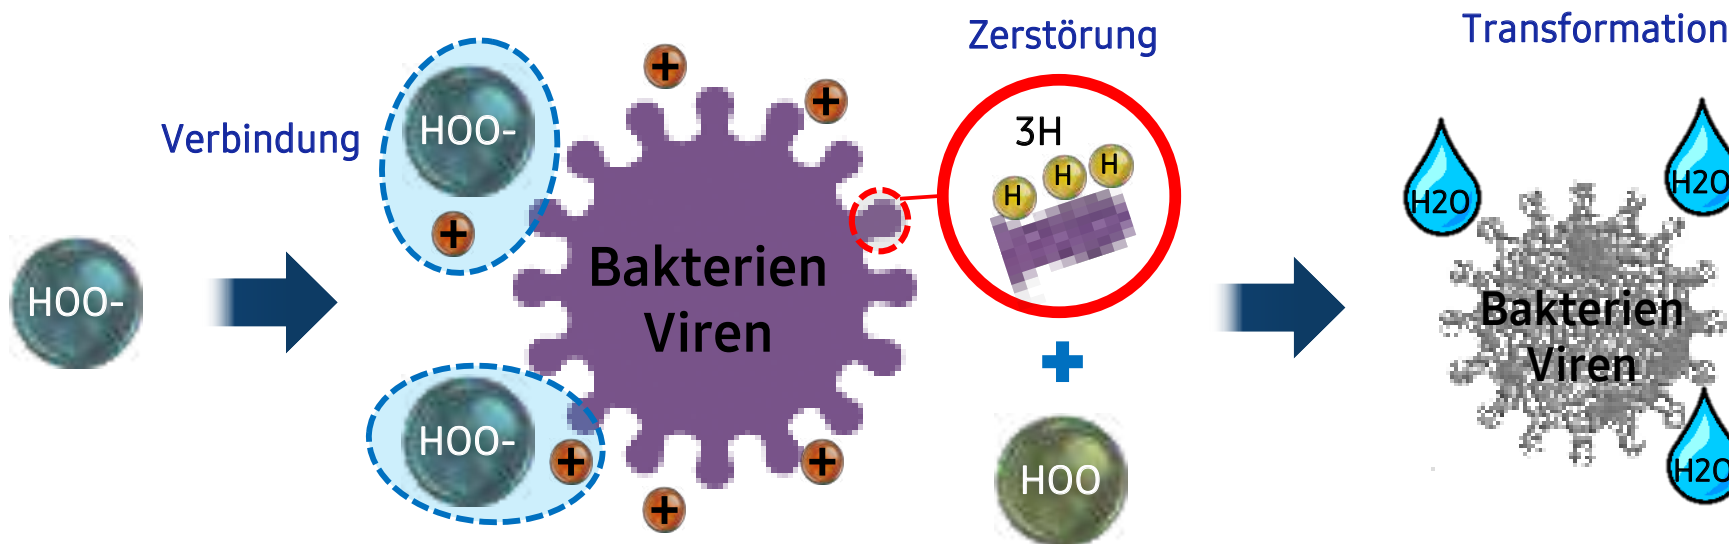 HOO-
Verbindung
HOO-
+
HOO-
+
+
+
+
+
Bakterien
Viren
Zerstörung
3H
H
H
H
+
HOO
Transformation
H2O
H2O
Bakterien
Viren
H2O